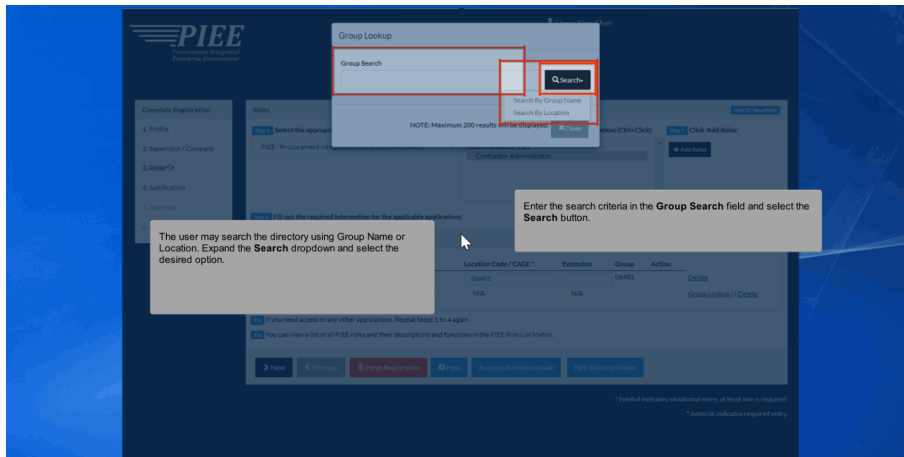 PIEE
Procurement Integrated
Enterprise Environment
Group Lookup
Group Search
Search
Search By Group Name
Search By Location
NOTE: Maximum 200 results will be displayed.
Close
Complete Registration
1. Profile
2. Supervisor / Company
3. Roles
4. Justification
Roles
Select the appropri
below (Ctrl+Click)
Click 'Add Roles'
PIEE - Procurement Inte
Contractor Administrator
Add Roles
Fill out the required information for the applicable applications
Enter the search criteria in the Group Search field and select the
Search button.
The user may search the directory using Group Name or
Location. Expand the Search dropdown and select the
desired option.
Location Code / CAGE * Extension Group Action
06481 06481 Delete
N/A N/A Group Lookup | Delete
If you need access to any other applications, Repeat Steps 1 to 4 again.
You can view a list of all PIEE roles and their descriptions and functions in the PIEE Role List Matrix.
Next Previous Purge Registration Help Account Activation Guide PIEE Role List Matrix
Symbol indicates situational entry, at least one is required.
* Asterisk indicates required entry.